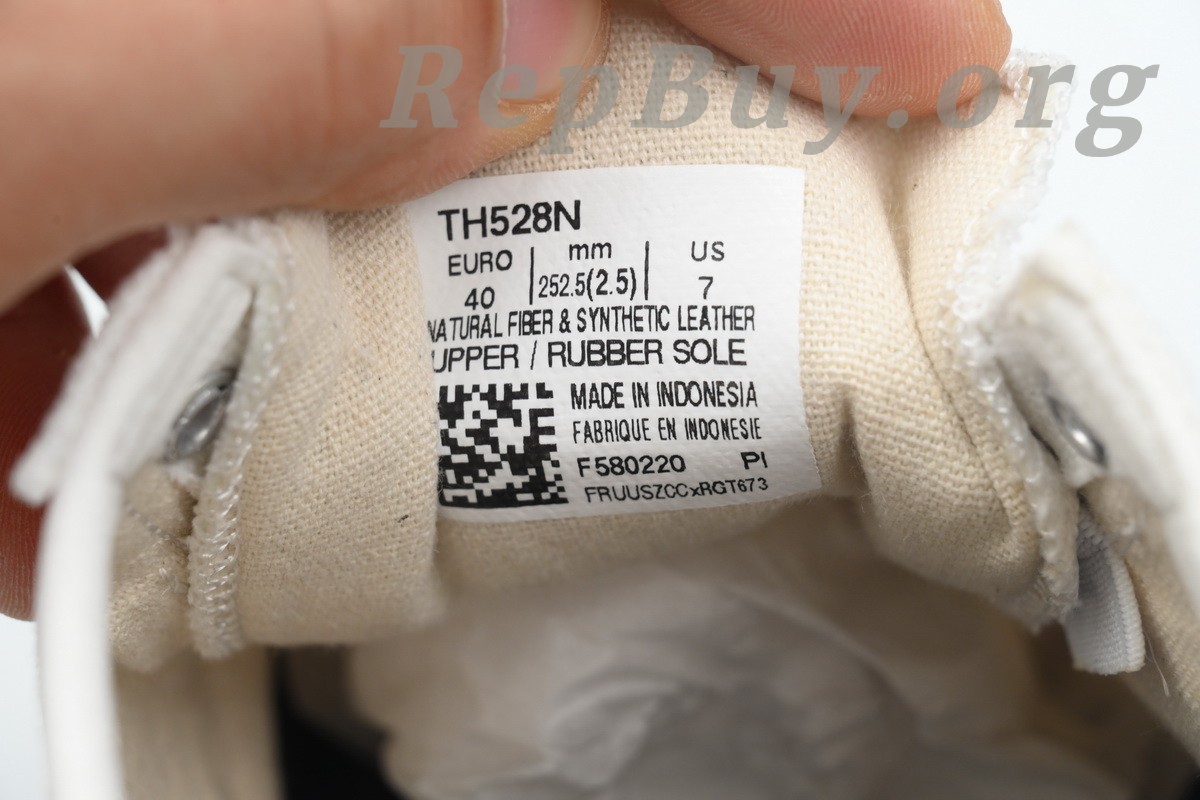 RepBuy.org
TH528N
EURO mm US
40 252.5(2.5) 7
NATURAL FIBER & SYNTHETIC LEATHER
UPPER / RUBBER SOLE
MADE IN INDONESIA
FABRIQUE EN INDONESIE
F580220 PI
FRUUSZCCxRGT673